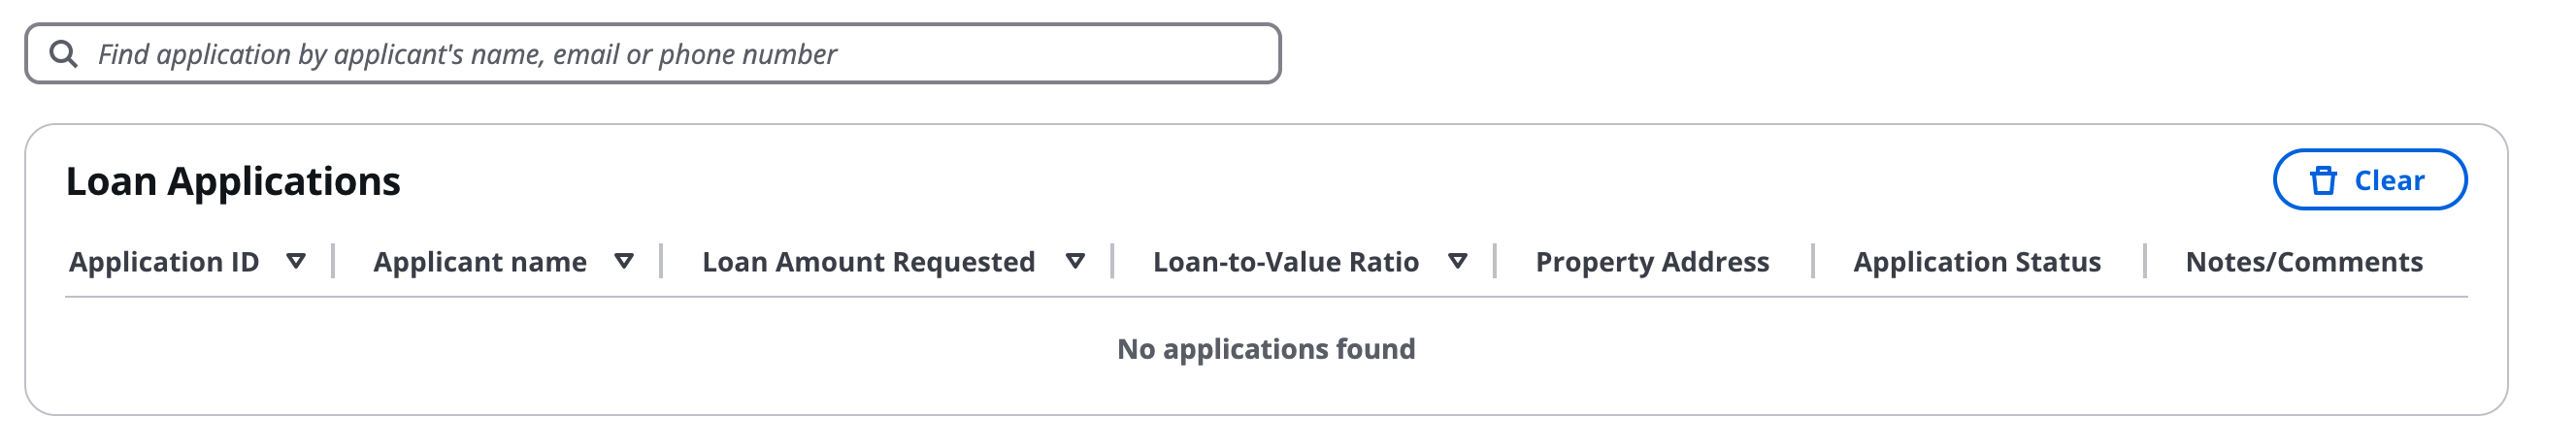 Find application by applicant's name, email or phone number
Loan Applications
Clear
Application ID
Applicant name
Loan Amount Requested
Loan-to-Value Ratio
Property Address
Application Status
Notes/Comments
No applications found